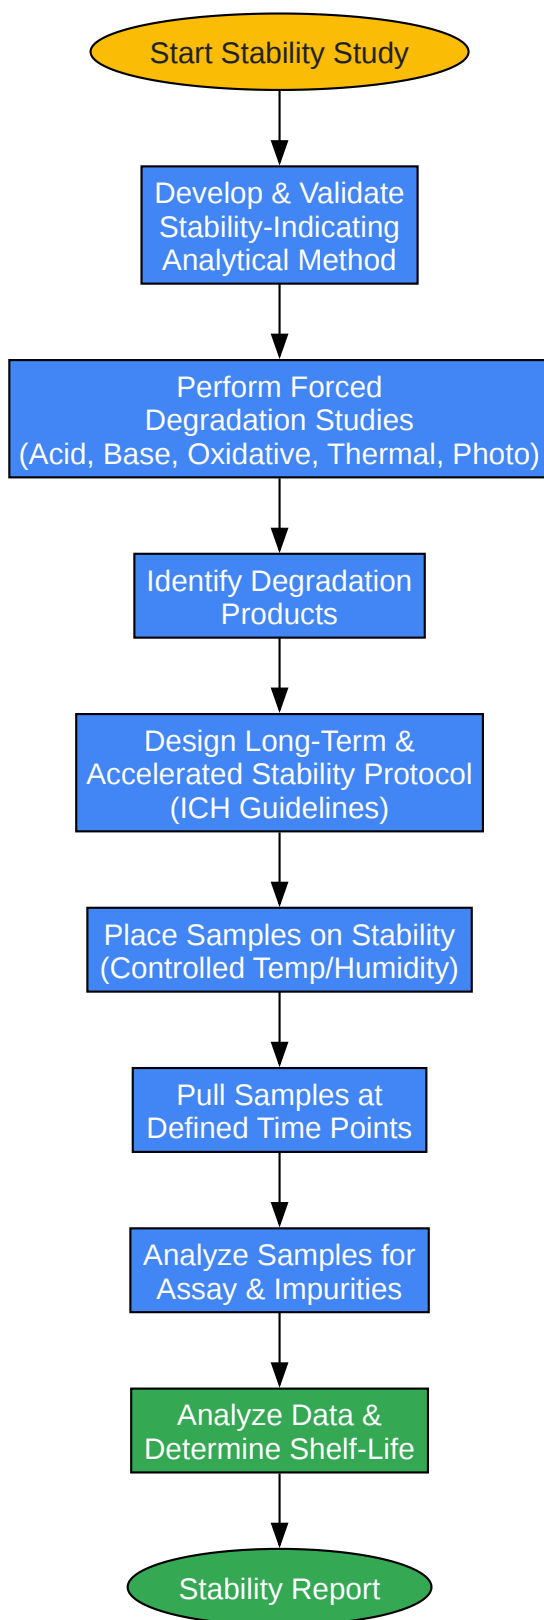 Start Stability Study
Develop & Validate
Stability-Indicating
Analytical Method
Perform Forced
Degradation Studies
(Acid, Base, Oxidative, Thermal, Photo)
Identify Degradation
Products
Design Long-Term &
Accelerated Stability Protocol
(ICH Guidelines)
Place Samples on Stability
(Controlled Temp/Humidity)
Pull Samples at
Defined Time Points
Analyze Samples for
Assay & Impurities
Analyze Data &
Determine Shelf-Life
Stability Report